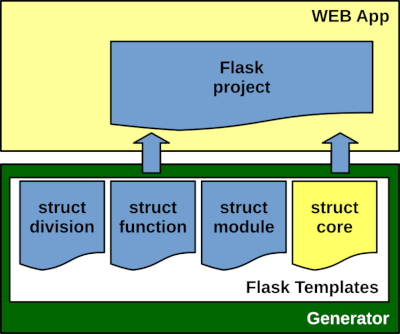 WEB App
Flask
project
struct
division
struct
function
struct
module
struct
core
Flask Templates
Generator